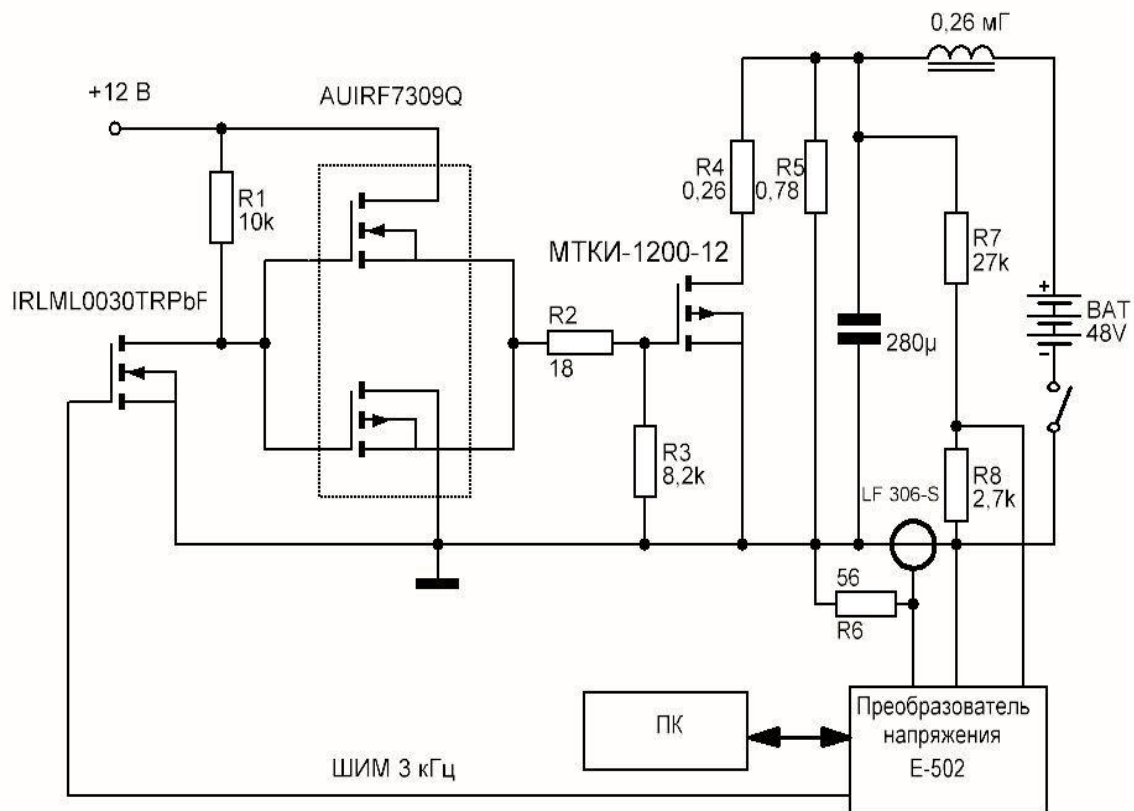 0,26 мГ
+12 В
AUIRF7309Q
R1
10k
R4
0,26
R5
0,78
R7
27k
МТКИ-1200-12
IRLML0030TRPbF
R2
18
280μ
+
BAT
48V
−
R3
8,2k
LF 306-S
R8
2,7k
56
R6
ПК
Преобразователь
напряжения
Е-502
ШИМ 3 кГц